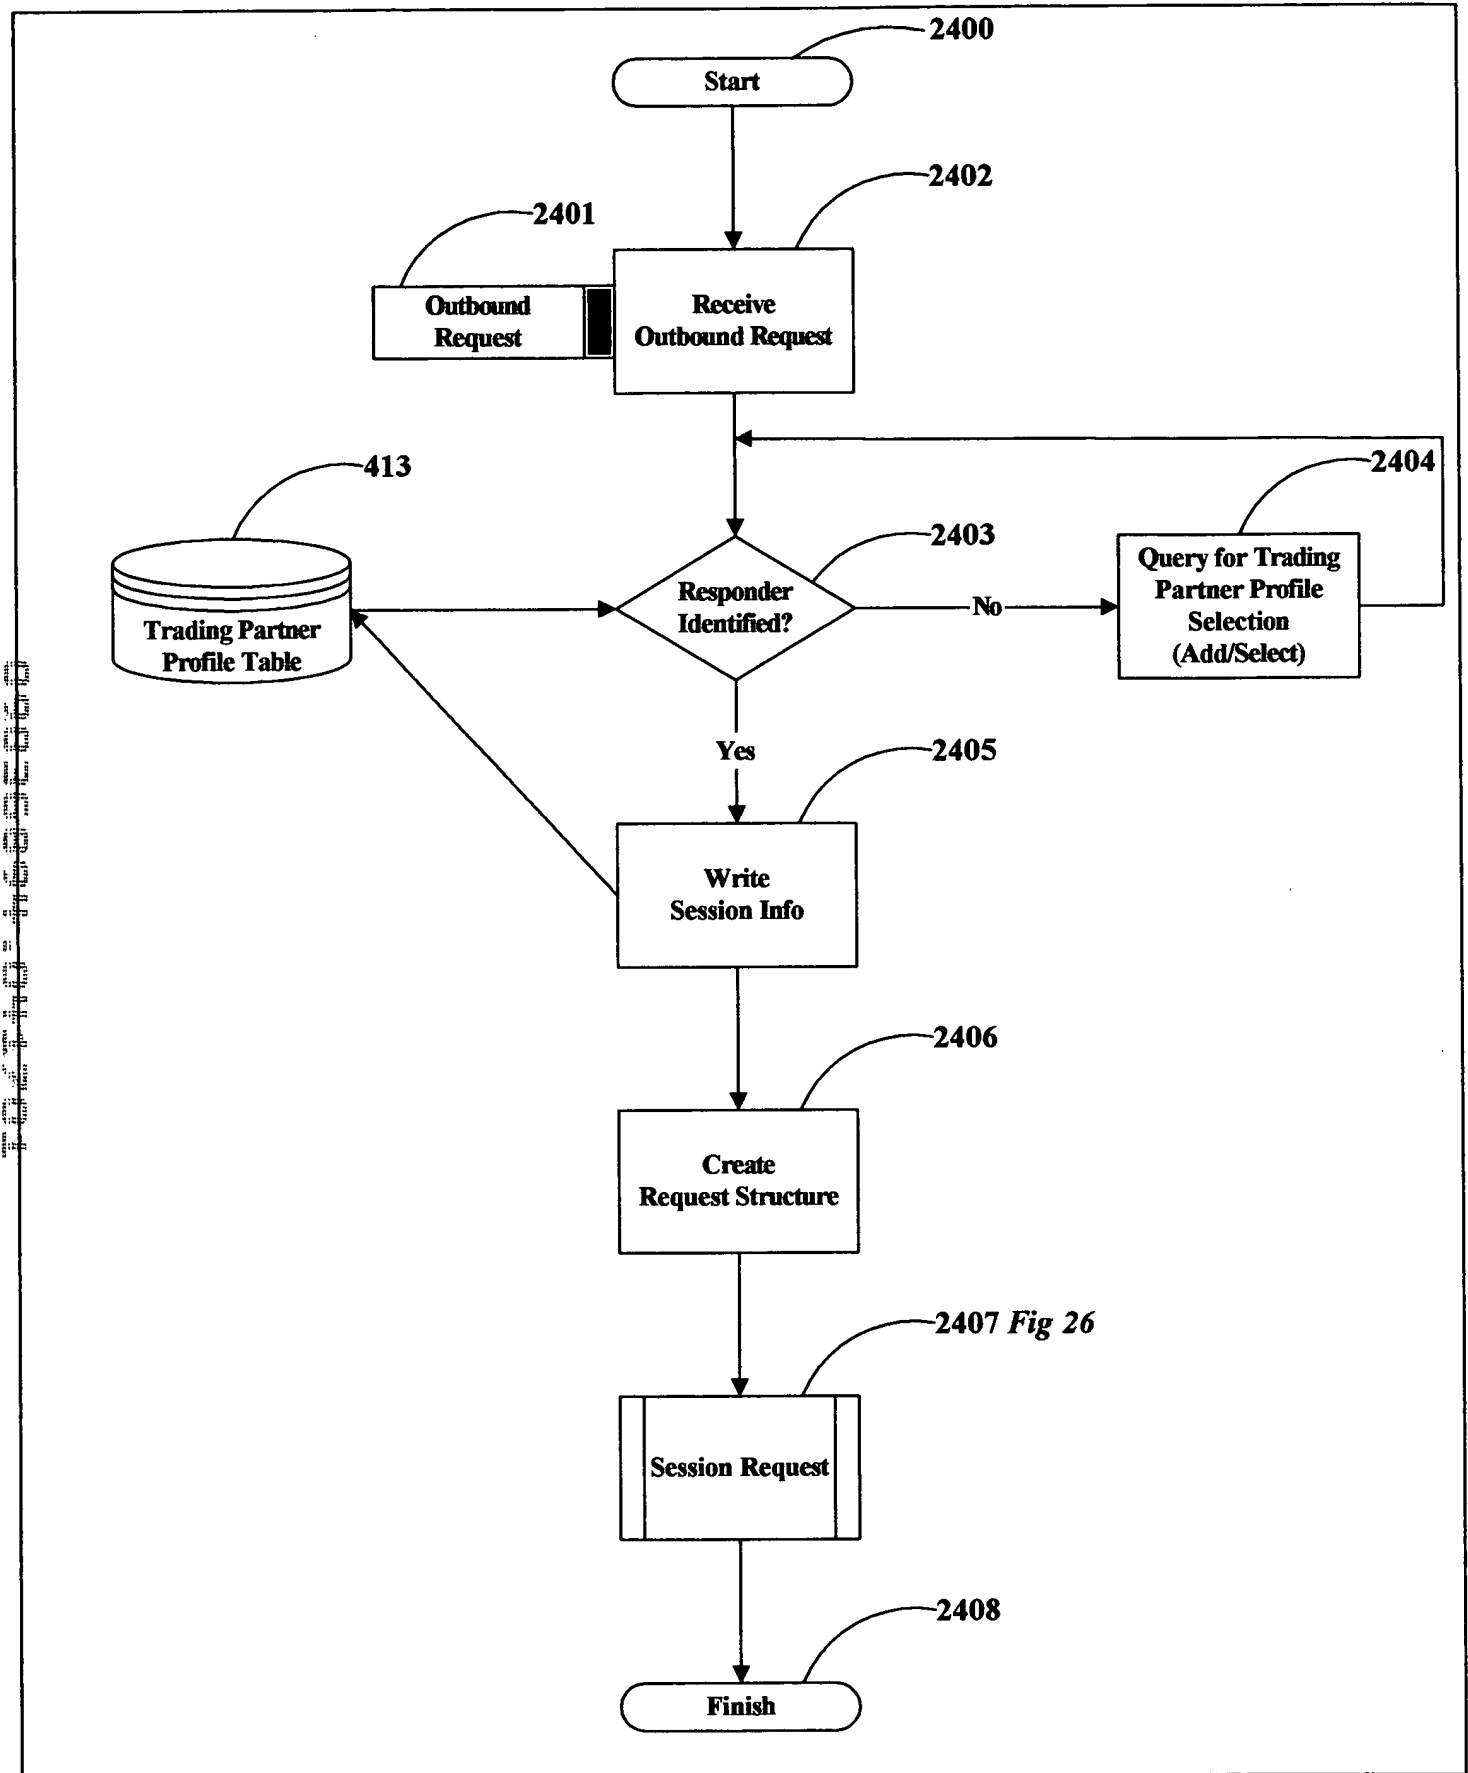 2400
Start
2402
2401
Outbound
Request
Receive
Outbound Request
413
2404
2403
Trading Partner
Profile Table
Responder
Identified?
No
Query for Trading
Partner Profile
Selection
(Add/Select)
Yes
2405
Write
Session Info
2406
Create
Request Structure
2407 Fig 26
Session Request
2408
Finish